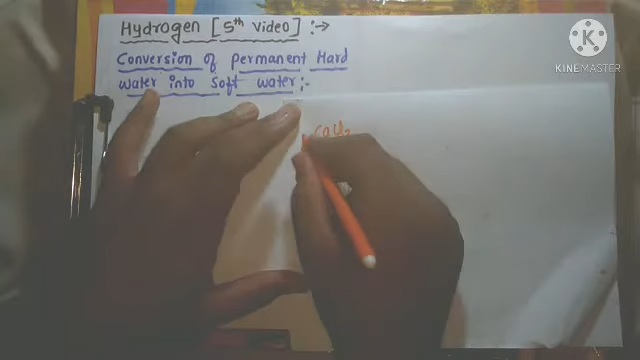 Hydrogen [5th Video] :→
Conversion of permanent Hard
water into soft water:-
KINEMASTER